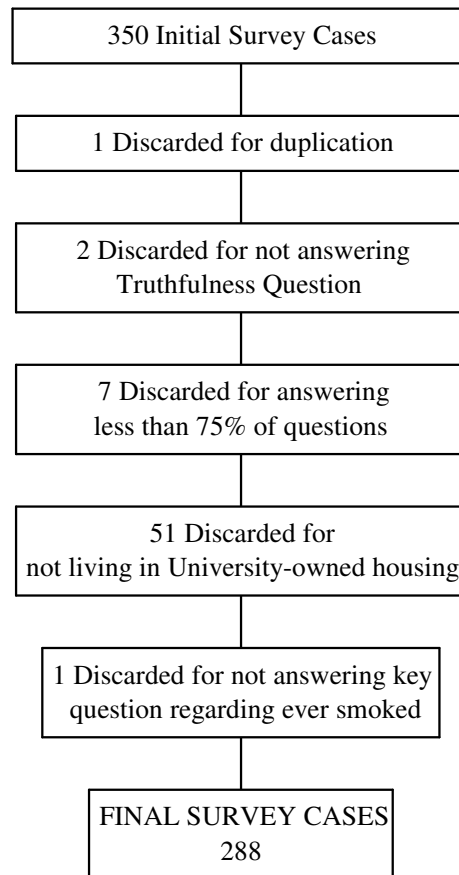 350 Initial Survey Cases
1 Discarded for duplication
2 Discarded for not answering
Truthfulness Question
7 Discarded for answering
less than 75% of questions
51 Discarded for
not living in University-owned housing
1 Discarded for not answering key
question regarding ever smoked
FINAL SURVEY CASES
288